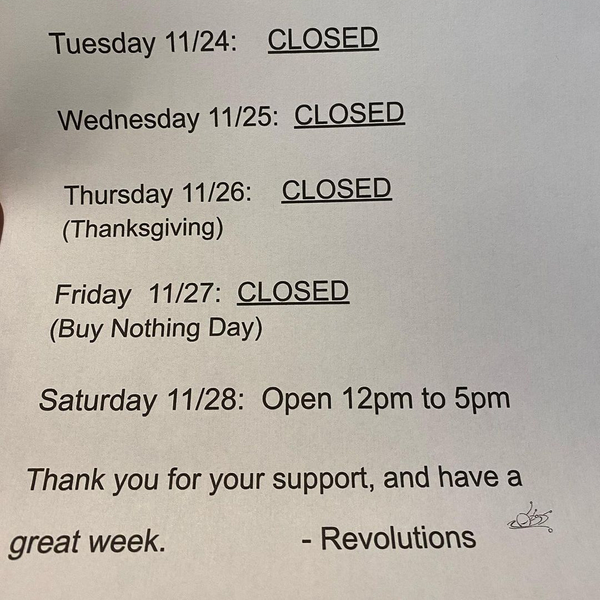 Tuesday 11/24: CLOSED
Wednesday 11/25: CLOSED
Thursday 11/26: CLOSED
(Thanksgiving)
Friday 11/27: CLOSED
(Buy Nothing Day)
Saturday 11/28: Open 12pm to 5pm
Thank you for your support, and have a
great week. - Revolutions